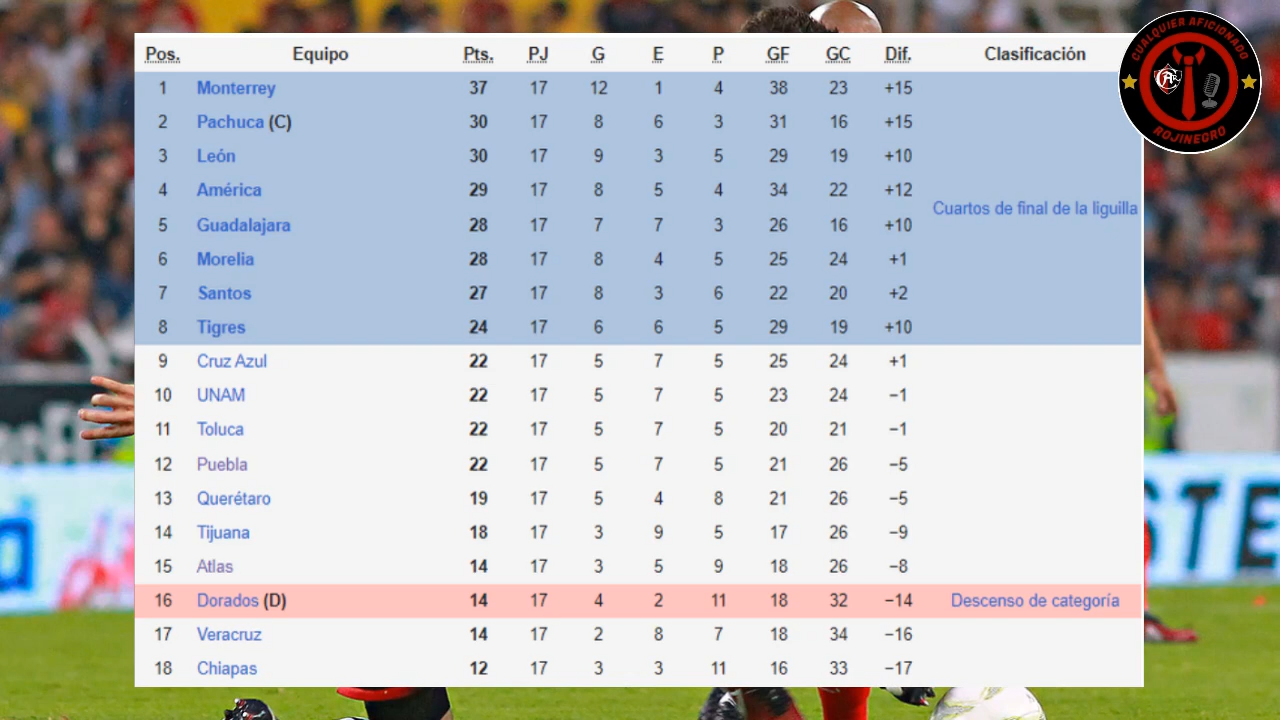 Pos. Equipo Pts. PJ G E P GF GC Dif. Clasificación
1 Monterrey 37 17 12 1 4 38 23 +15
2 Pachuca (C) 30 17 8 6 3 31 16 +15
3 León 30 17 9 3 5 29 19 +10
4 América 29 17 8 5 4 34 22 +12
Cuartos de final de la liguilla
5 Guadalajara 28 17 7 7 3 26 16 +10
6 Morelia 28 17 8 4 5 25 24 +1
7 Santos 27 17 8 3 6 22 20 +2
8 Tigres 24 17 6 6 5 29 19 +10
9 Cruz Azul 22 17 5 7 5 25 24 +1
10 UNAM 22 17 5 7 5 23 24 −1
11 Toluca 22 17 5 7 5 20 21 −1
12 Puebla 22 17 5 7 5 21 26 −5
13 Querétaro 19 17 5 4 8 21 26 −5
14 Tijuana 18 17 3 9 5 17 26 −9
15 Atlas 14 17 3 5 9 18 26 −8
16 Dorados (D) 14 17 4 2 11 18 32 −14 Descenso de categoría
17 Veracruz 14 17 2 8 7 18 34 −16
18 Chiapas 12 17 3 3 11 16 33 −17
CUALQUIER AFICIONADO
ROJINEGRO
STE